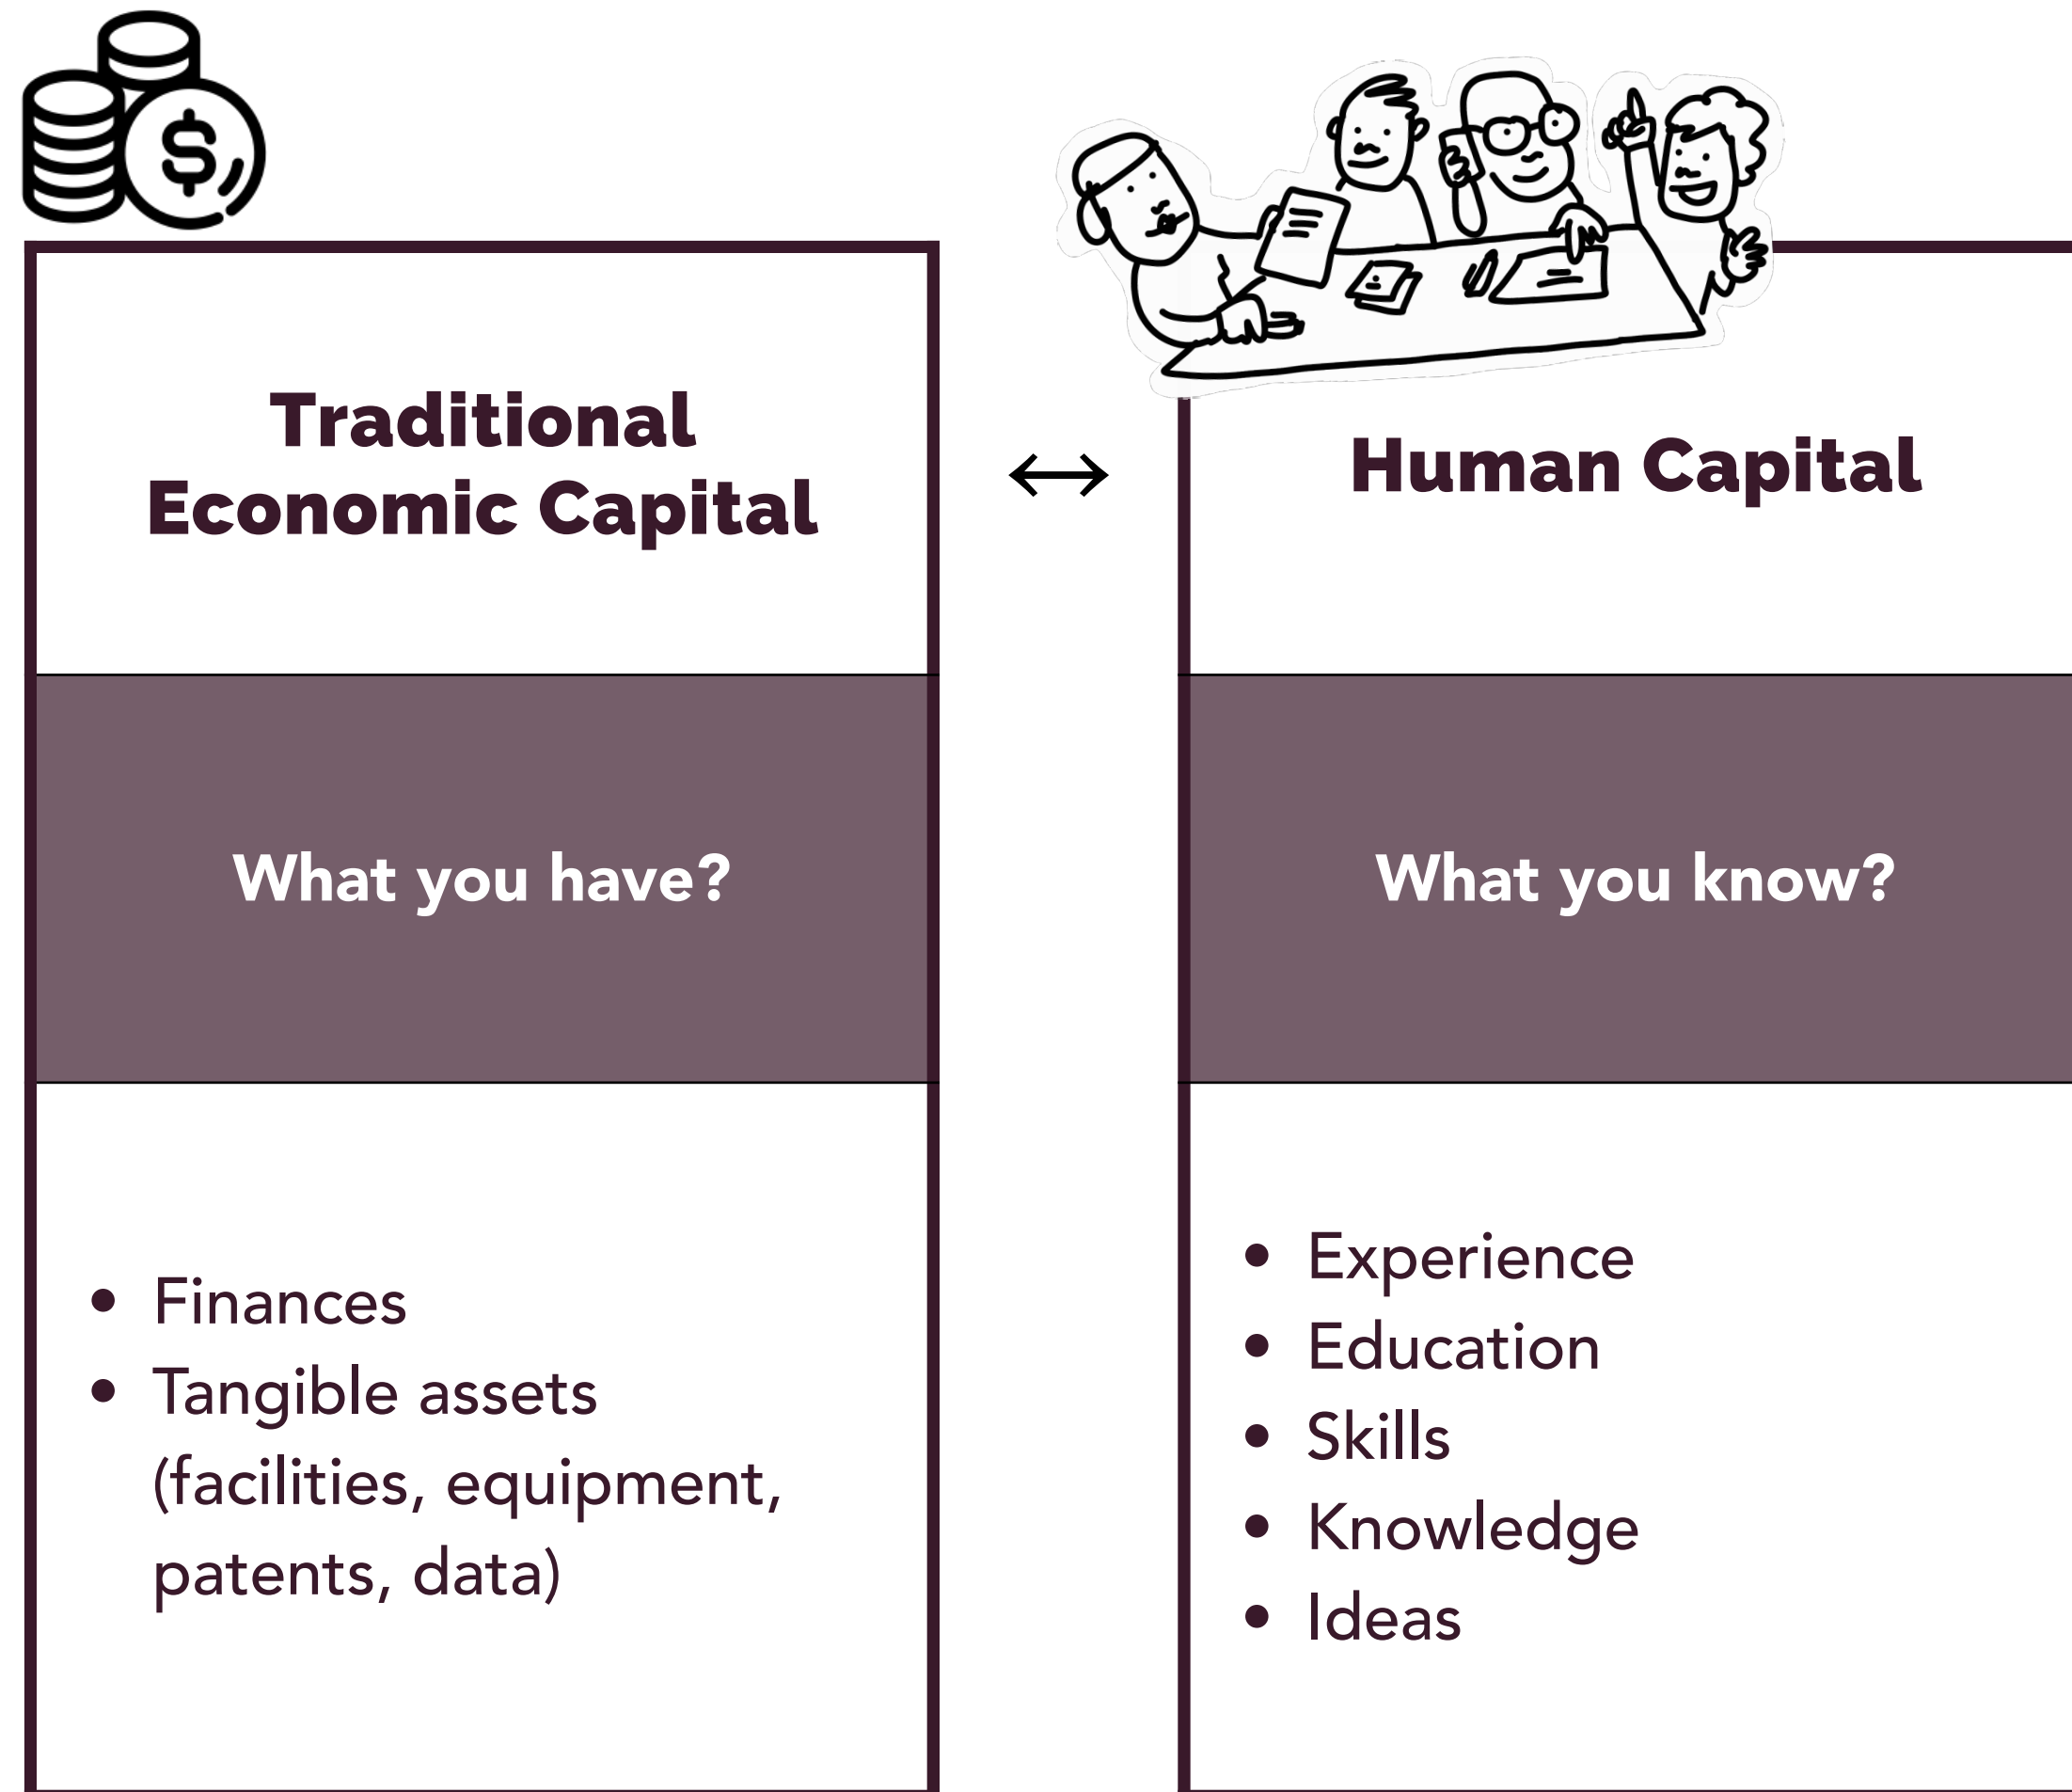 $
Traditional
Economic Capital
What you have?
• Finances
• Tangible assets
(facilities, equipment,
patents, data)
↔
Human Capital
What you know?
• Experience
• Education
• Skills
• Knowledge
• Ideas